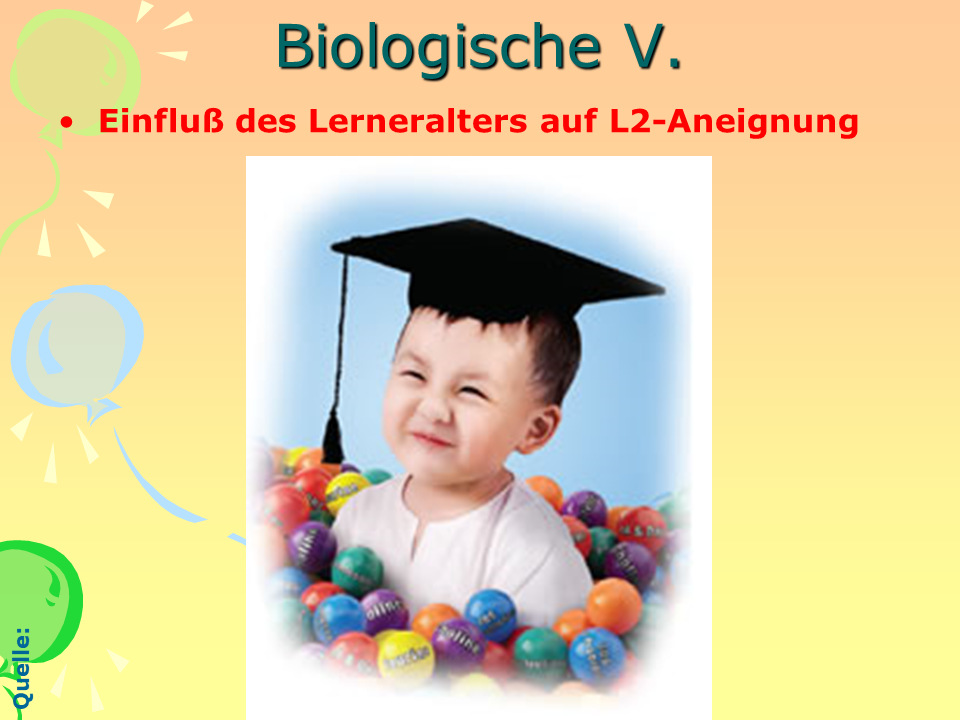 Biologische V.
• Einfluß des Lerneralters auf L2-Aneignung
Quelle: